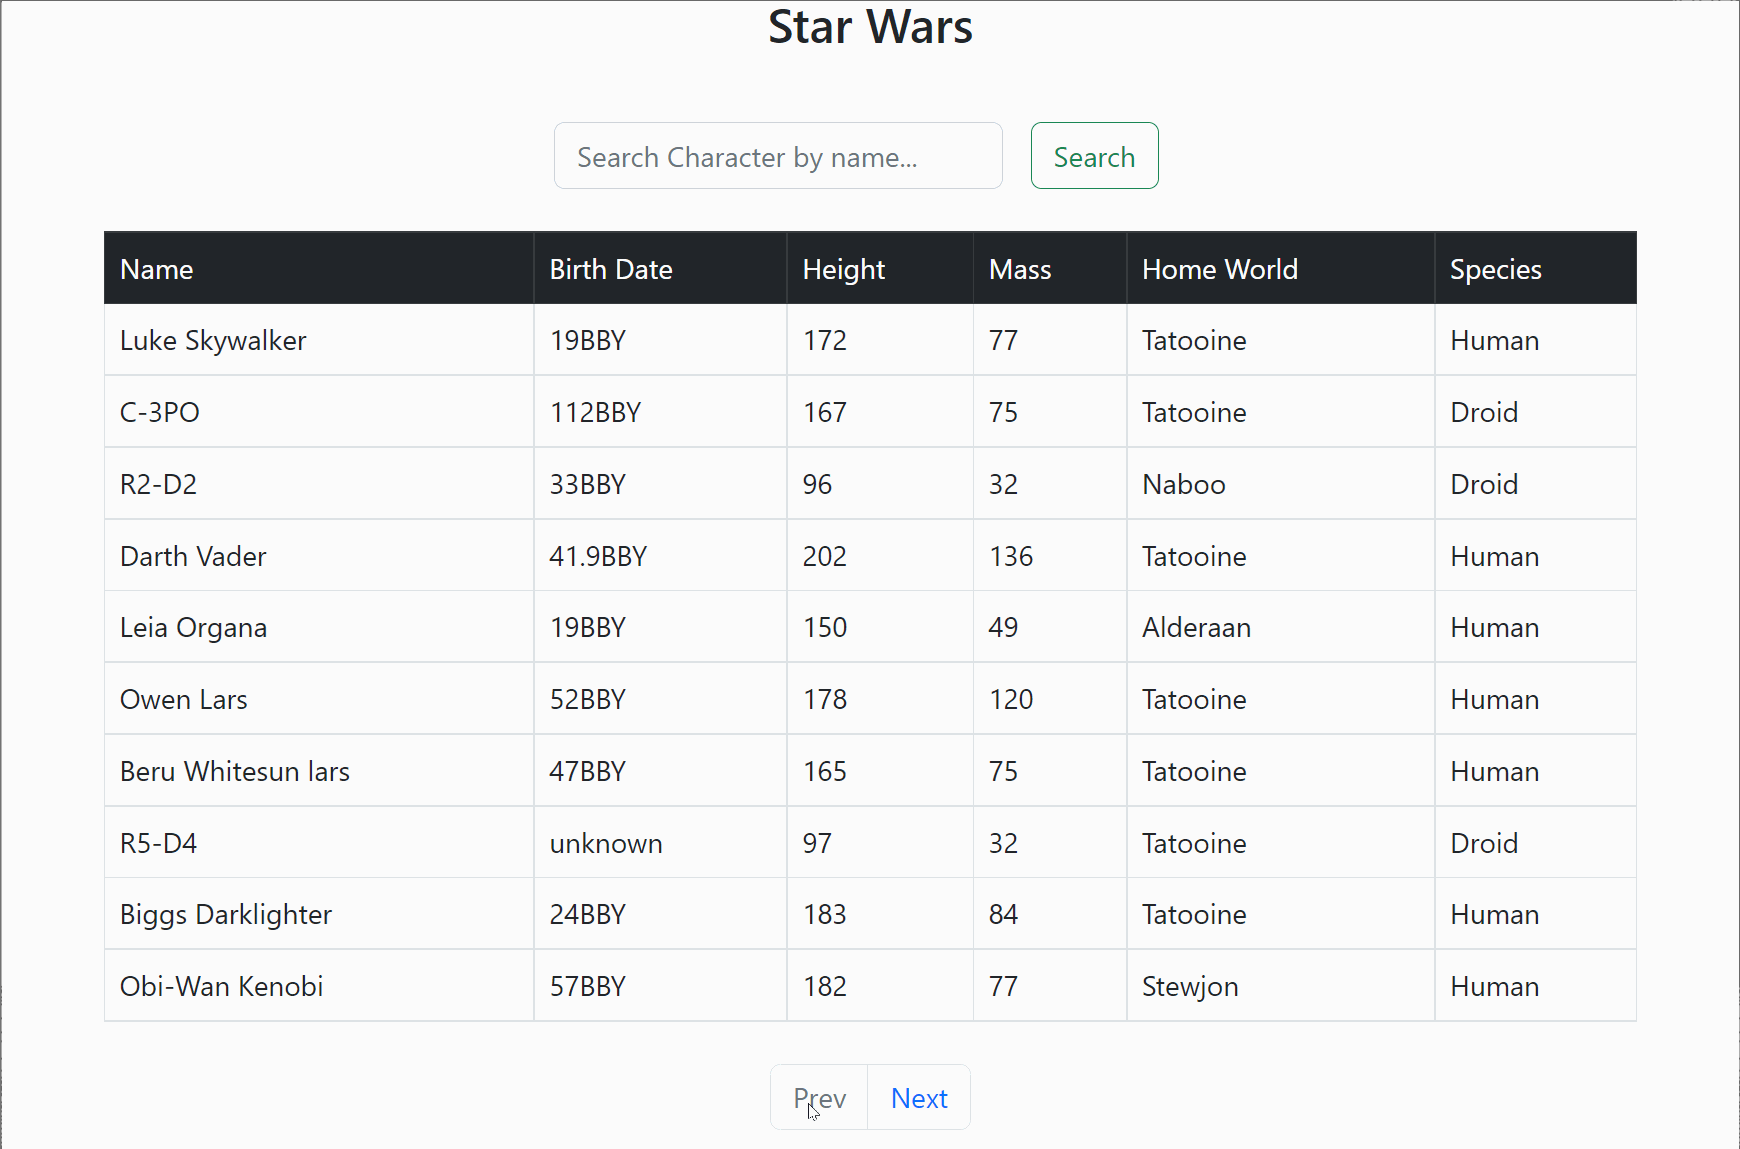 Star Wars
Search Character by name... Search
Name Birth Date Height Mass Home World Species
Luke Skywalker 19BBY 172 77 Tatooine Human
C-3PO 112BBY 167 75 Tatooine Droid
R2-D2 33BBY 96 32 Naboo Droid
Darth Vader 41.9BBY 202 136 Tatooine Human
Leia Organa 19BBY 150 49 Alderaan Human
Owen Lars 52BBY 178 120 Tatooine Human
Beru Whitesun lars 47BBY 165 75 Tatooine Human
R5-D4 unknown 97 32 Tatooine Droid
Biggs Darklighter 24BBY 183 84 Tatooine Human
Obi-Wan Kenobi 57BBY 182 77 Stewjon Human
Prev Next